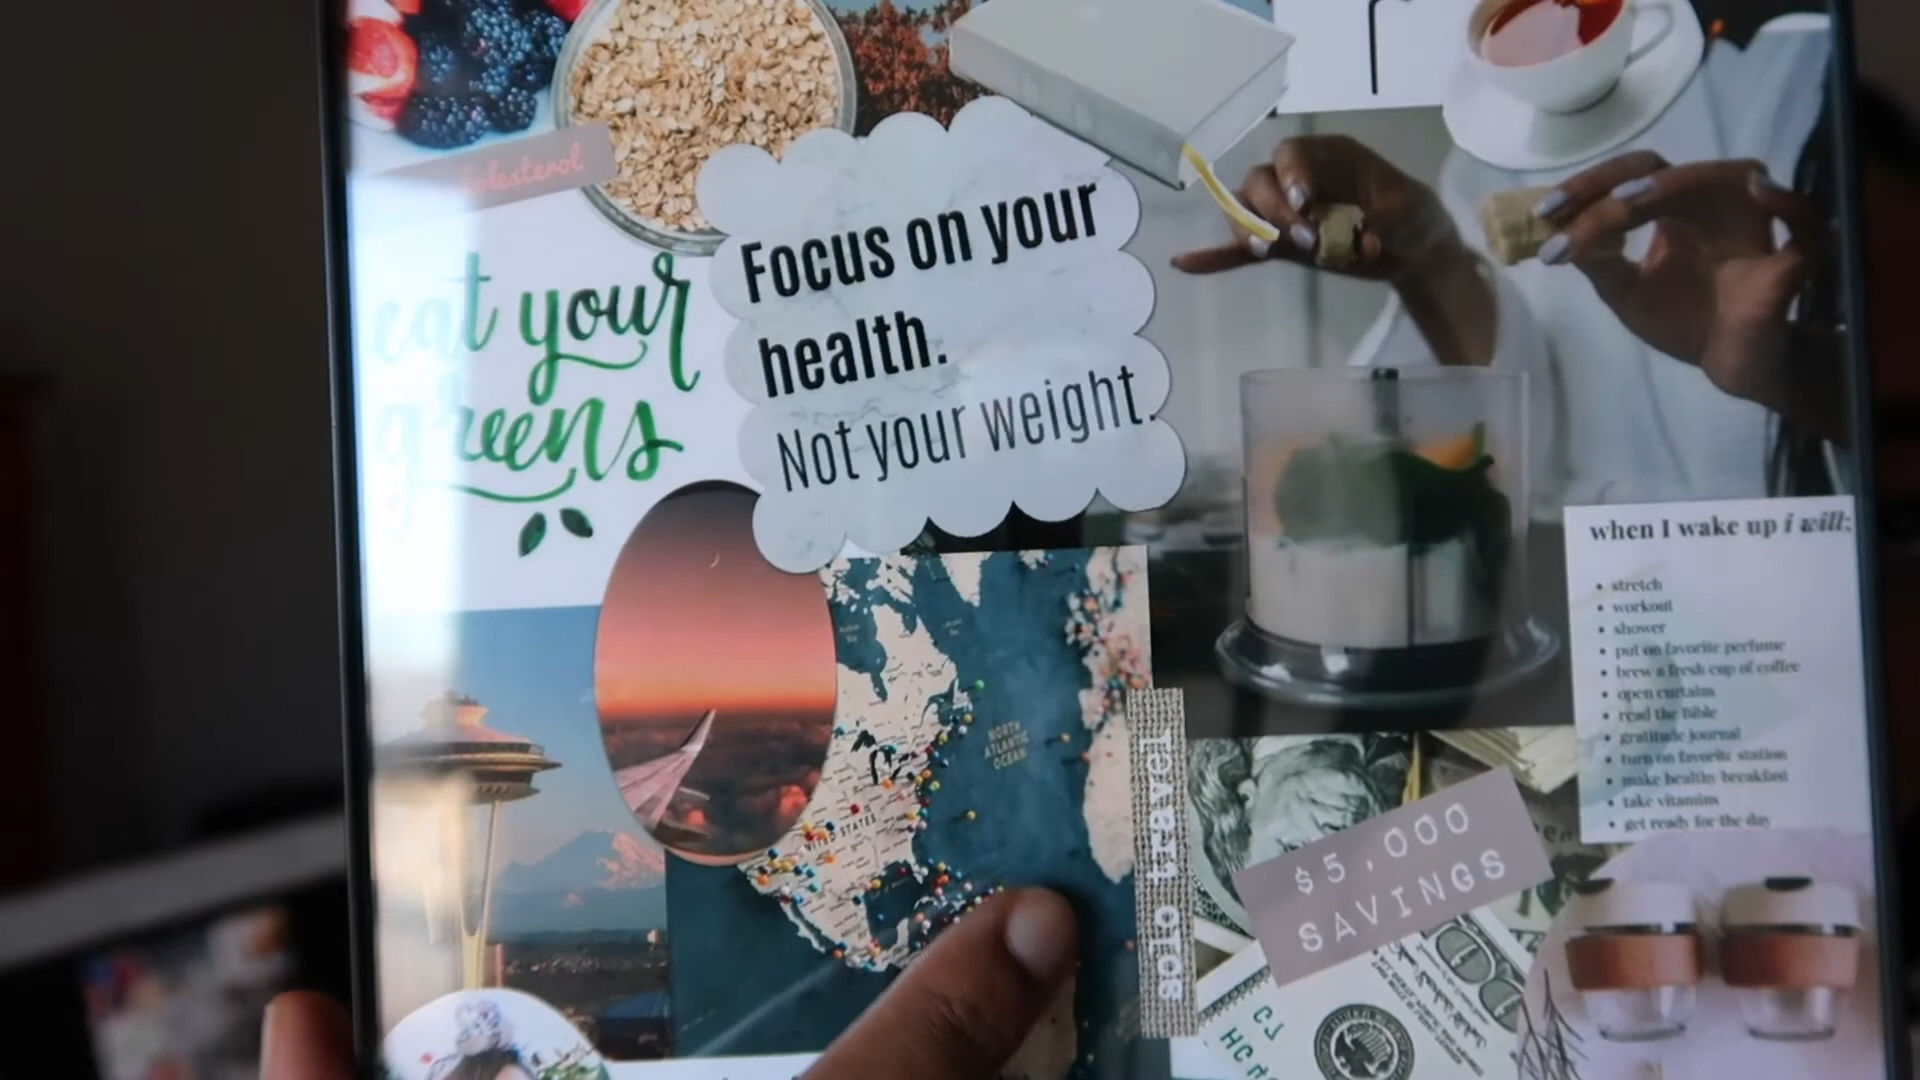 eat your
greens
Focus on your
health.
Not your weight.
when I wake up i will:
• stretch
• workout
• shower
• put on favorite perfume
• brew a fresh cup of coffee
• open curtains
• read the Bible
• gratitude journal
• turn on favorite station
• make healthy breakfast
• take vitamins
• get ready for the day
NORTH
ATLANTIC
OCEAN
STATES
solo travel
$5,000
SAVINGS